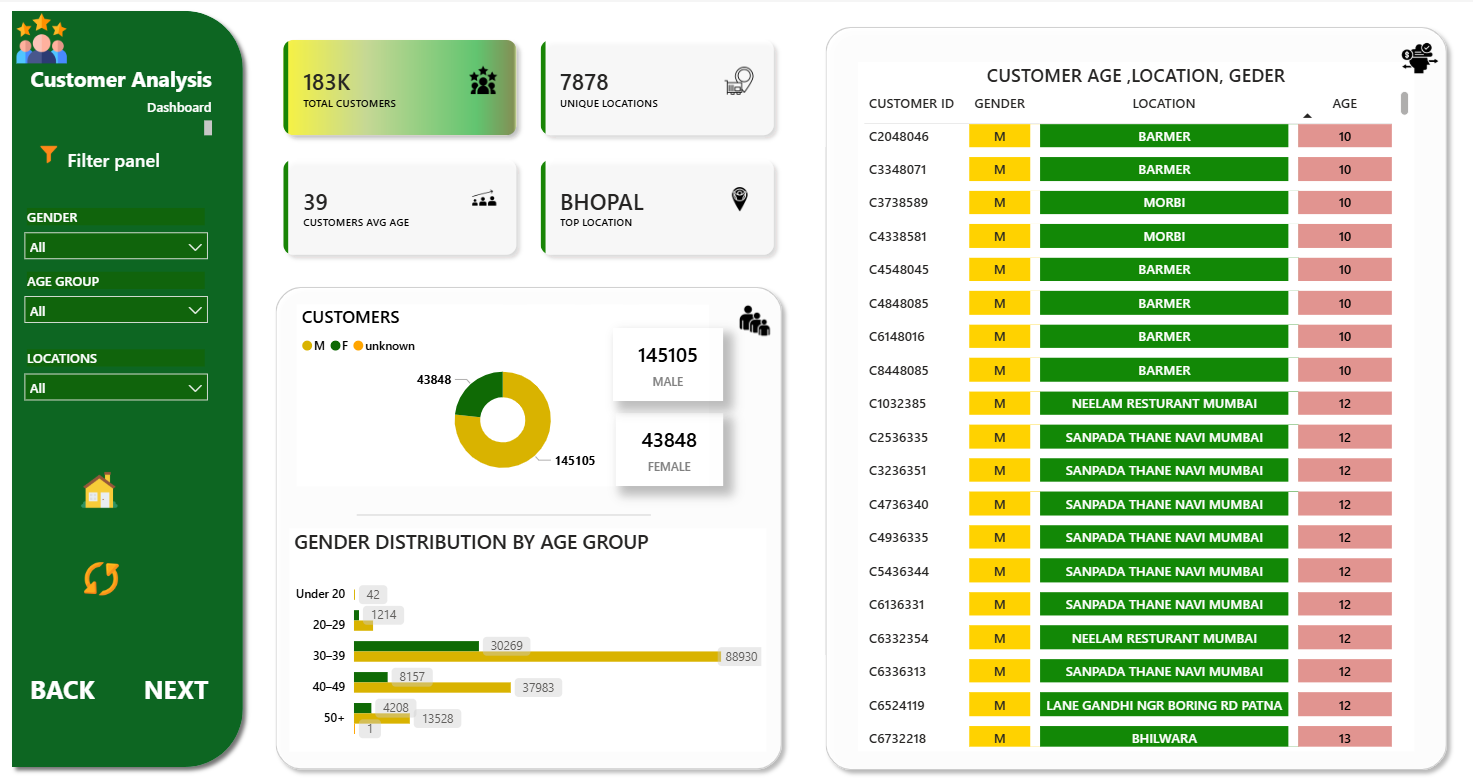 Customer Analysis
Dashboard
Filter panel
GENDER
All
AGE GROUP
All
LOCATIONS
All
BACK NEXT
183K
TOTAL CUSTOMERS
7878
UNIQUE LOCATIONS
39
CUSTOMERS AVG AGE
BHOPAL
TOP LOCATION
CUSTOMERS
M F unknown
43848
145105
145105
MALE
43848
FEMALE
GENDER DISTRIBUTION BY AGE GROUP
Under 20 42
1214
20–29
30269
30–39 88930
8157
40–49 37983
4208
50+ 13528
1
CUSTOMER AGE ,LOCATION, GEDER
CUSTOMER ID GENDER LOCATION AGE
C2048046 M BARMER 10
C3348071 M BARMER 10
C3738589 M MORBI 10
C4338581 M MORBI 10
C4548045 M BARMER 10
C4848085 M BARMER 10
C6148016 M BARMER 10
C8448085 M BARMER 10
C1032385 M NEELAM RESTURANT MUMBAI 12
C2536335 M SANPADA THANE NAVI MUMBAI 12
C3236351 M SANPADA THANE NAVI MUMBAI 12
C4736340 M SANPADA THANE NAVI MUMBAI 12
C4936335 M SANPADA THANE NAVI MUMBAI 12
C5436344 M SANPADA THANE NAVI MUMBAI 12
C6136331 M SANPADA THANE NAVI MUMBAI 12
C6332354 M NEELAM RESTURANT MUMBAI 12
C6336313 M SANPADA THANE NAVI MUMBAI 12
C6524119 M LANE GANDHI NGR BORING RD PATNA 12
C6732218 M BHILWARA 13